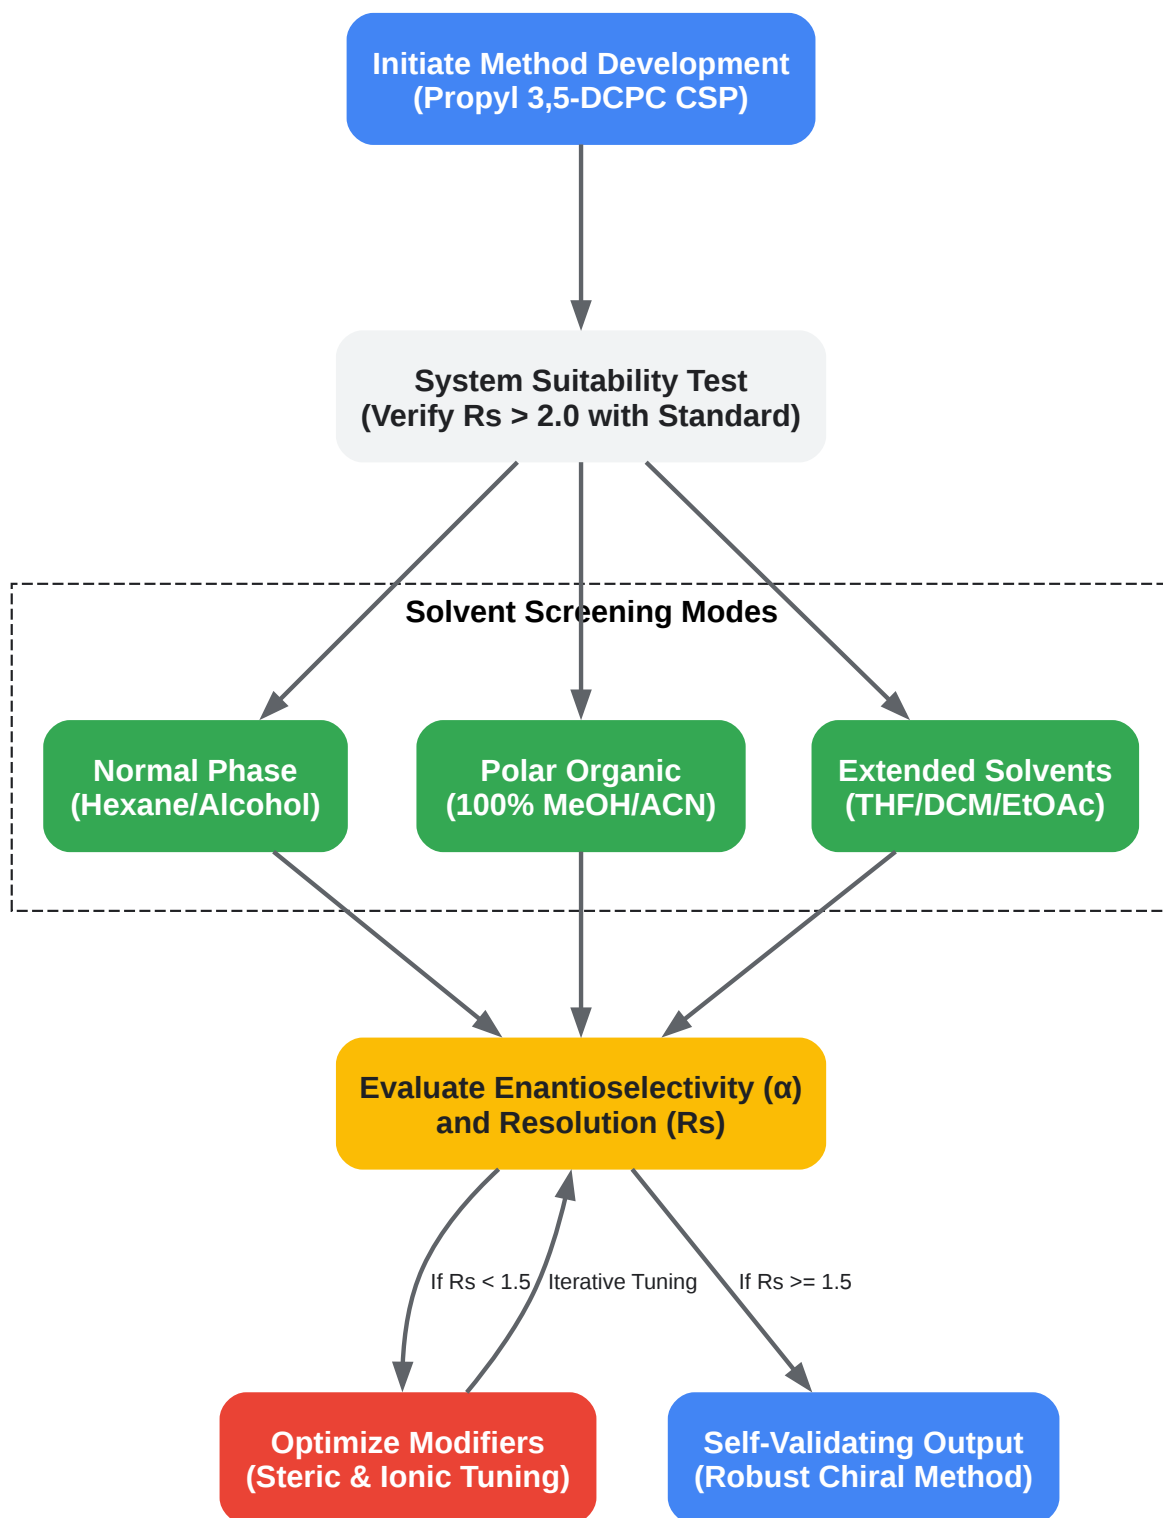 Initiate Method Development
(Propyl 3,5-DCPC CSP)
System Suitability Test
(Verify Rs > 2.0 with Standard)
Solvent Screening Modes
Normal Phase
(Hexane/Alcohol)
Polar Organic
(100% MeOH/ACN)
Extended Solvents
(THF/DCM/EtOAc)
Evaluate Enantioselectivity (α)
and Resolution (Rs)
If Rs < 1.5
Iterative Tuning
If Rs >= 1.5
Optimize Modifiers
(Steric & Ionic Tuning)
Self-Validating Output
(Robust Chiral Method)